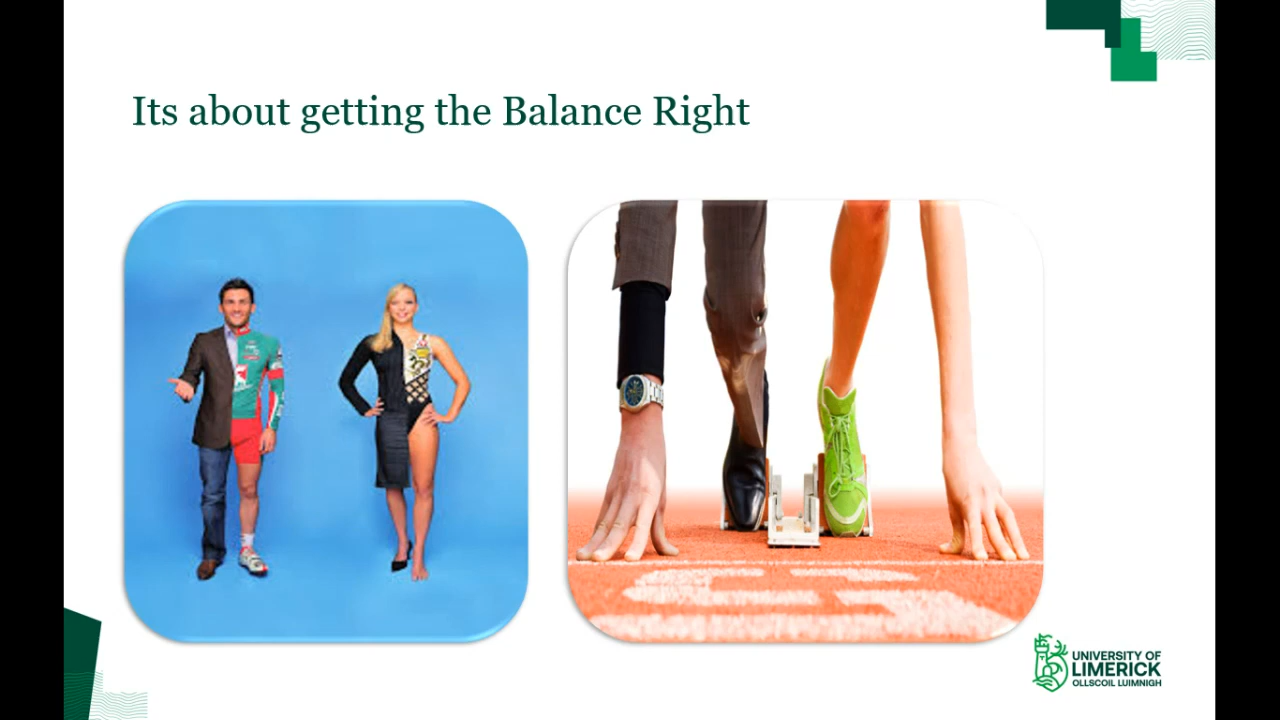 Its about getting the Balance Right
UNIVERSITY OF
LIMERICK
OLLSCOIL LUIMNIGH